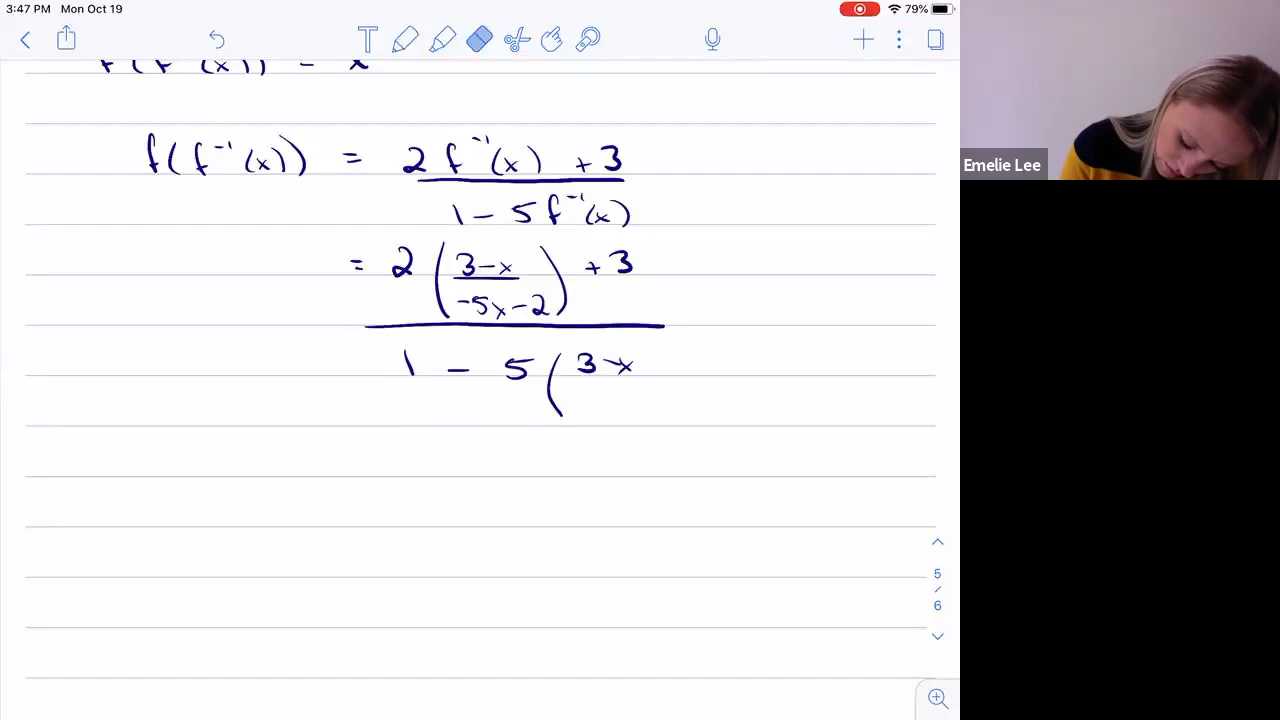 3:47 PM Mon Oct 19
79%
f(f⁻¹(x)) = x
f(f⁻¹(x)) = 2f⁻¹(x) + 3
1 - 5f⁻¹(x)
= 2(3-x
-5x-2) + 3
1 - 5(3-x
5
/
6
Emelie Lee